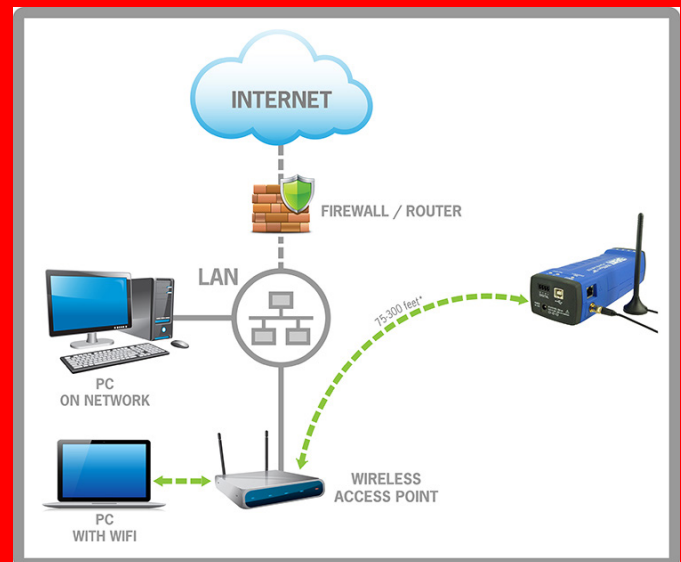 INTERNET
FIREWALL / ROUTER
LAN
75-300 feet*
PC
ON NETWORK
WIRELESS
ACCESS POINT
PC
WITH WIFI